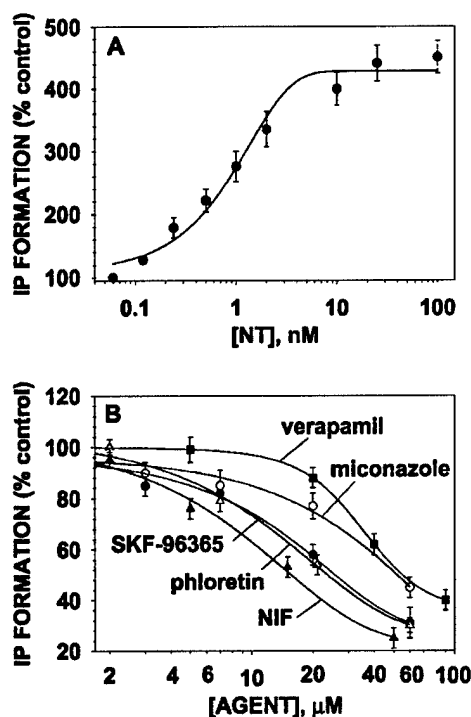 A
IP FORMATION (% control)
500
400
300
200
100
0.1
1
10
100
[NT], nM
B
IP FORMATION (% control)
120
100
80
60
40
20
verapamil
miconazole
SKF-96365
phloretin
NIF
2
4
6
10
20
40
60
100
[AGENT], μM